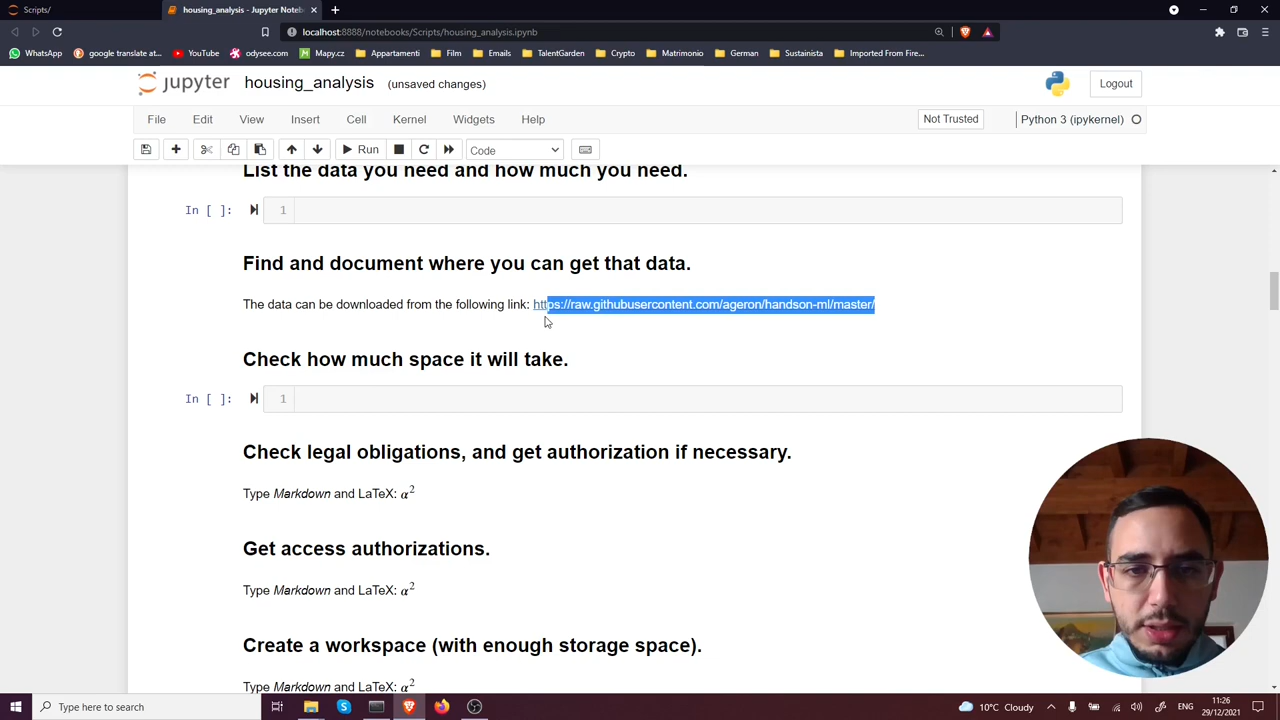 Scripts/
housing_analysis - Jupyter Noteb
localhost:8888/notebooks/Scripts/housing_analysis.ipynb
WhatsApp google translate at... YouTube odysee.com Mapy.cz Appartamenti Film Emails TalentGarden Crypto Matrimonio German Sustainista Imported From Fire...
jupyter housing_analysis (unsaved changes) Logout
File Edit View Insert Cell Kernel Widgets Help Not Trusted Python 3 (ipykernel)
Run Code
List the data you need and how much you need.
In [ ]: 1
Find and document where you can get that data.
The data can be downloaded from the following link: https://raw.githubusercontent.com/ageron/handson-ml/master/
Check how much space it will take.
In [ ]: 1
Check legal obligations, and get authorization if necessary.
Type Markdown and LaTeX: α²
Get access authorizations.
Type Markdown and LaTeX: α²
Create a workspace (with enough storage space).
Type Markdown and LaTeX: α²
Type here to search
10°C Cloudy
ENG
11:26
29/12/2021